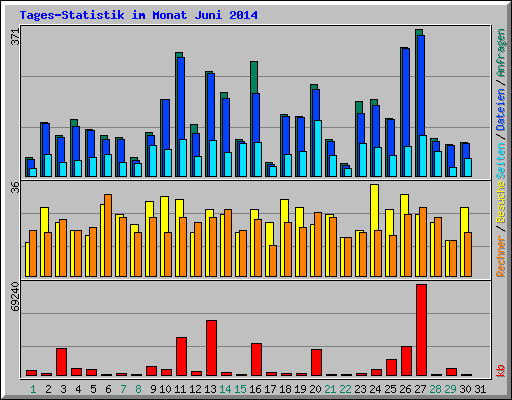 Tages-Statistik im Monat Juni 2014
371
36
69240
Rechner / Besuche Seiten / Dateien / Anfragen
kb
1 2 3 4 5 6 7 8 9 10 11 12 13 14 15 16 17 18 19 20 21 22 23 24 25 26 27 28 29 30 31